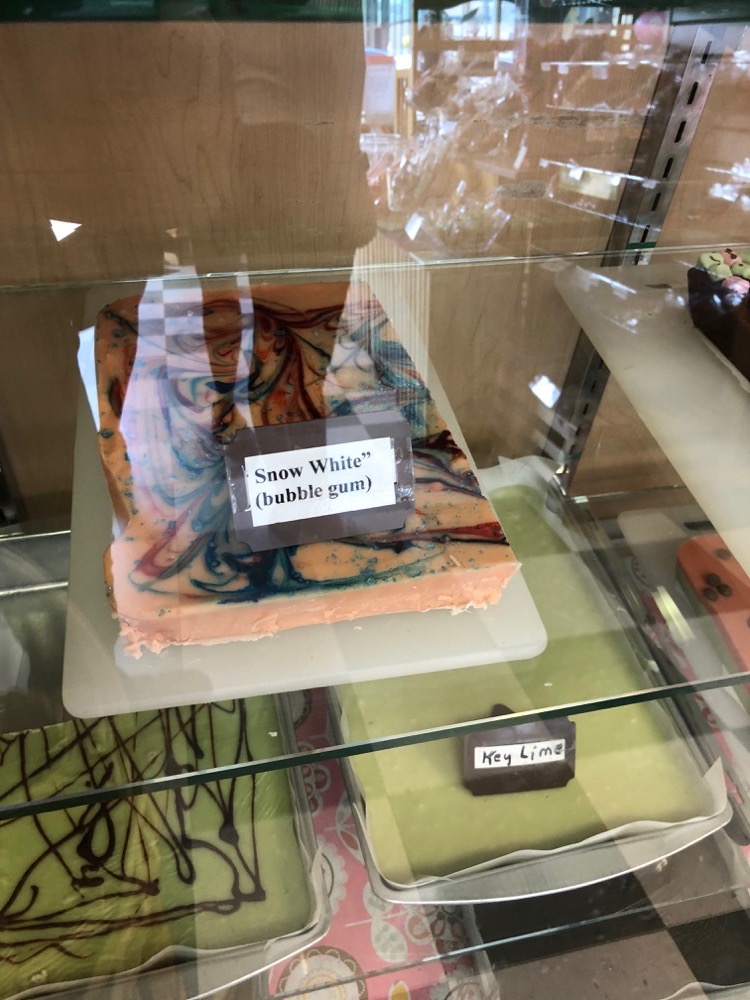 Snow White”
(bubble gum)
Key Lime